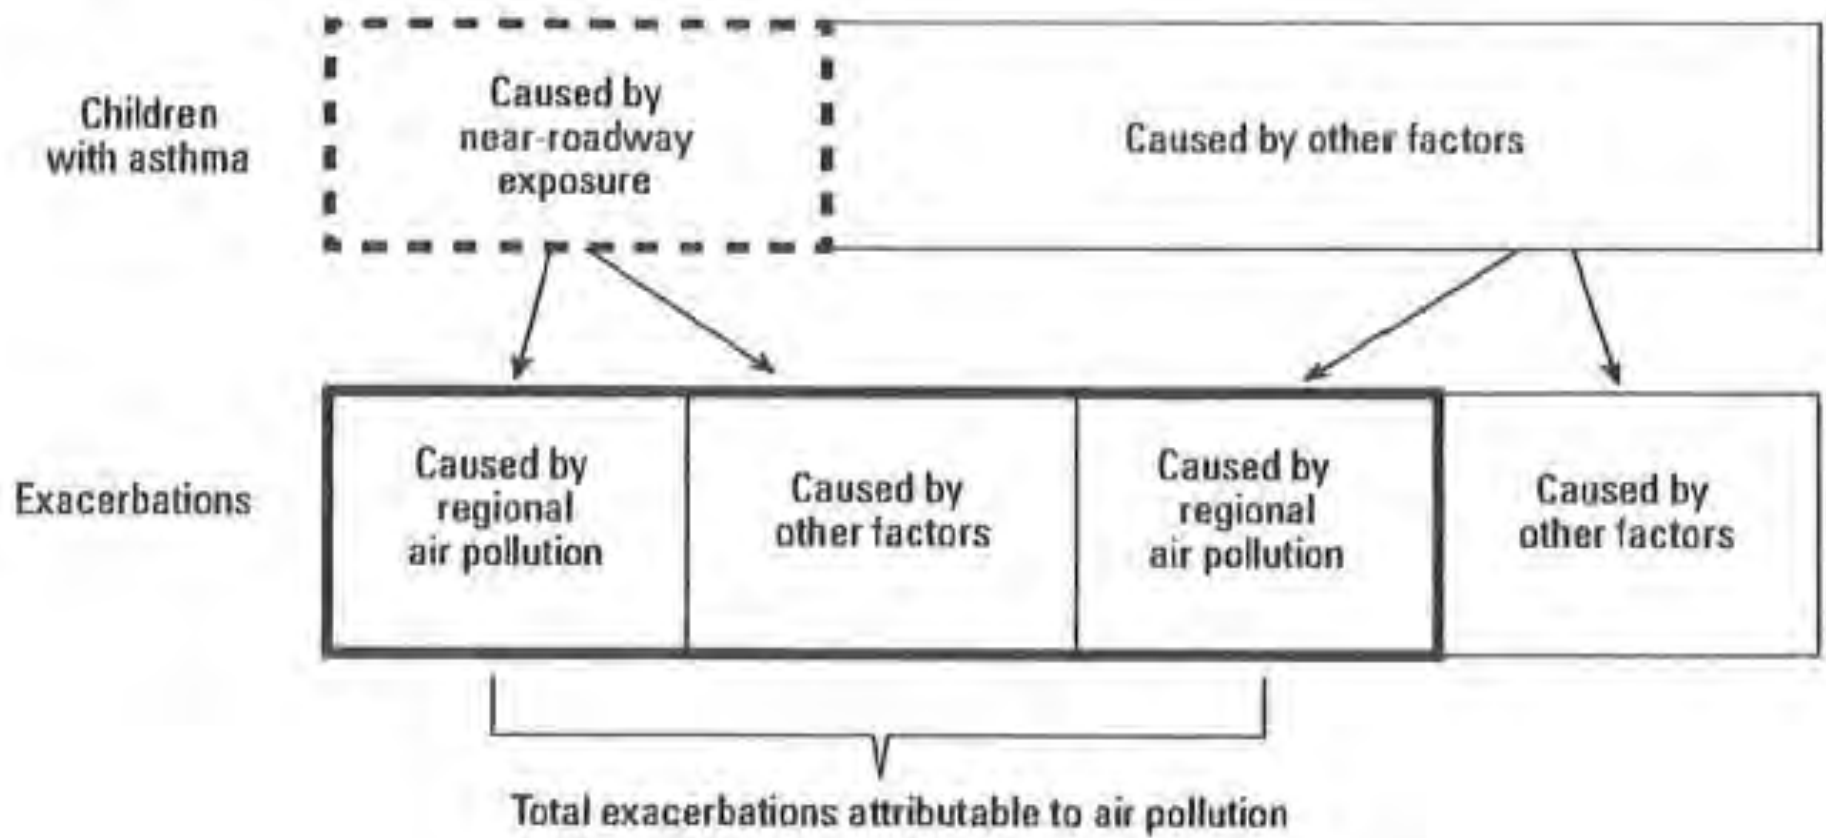 Children
with asthma
Caused by
near-roadway
exposure
Caused by other factors
Exacerbations
Caused by
regional
air pollution
Caused by
other factors
Caused by
regional
air pollution
Caused by
other factors
Total exacerbations attributable to air pollution